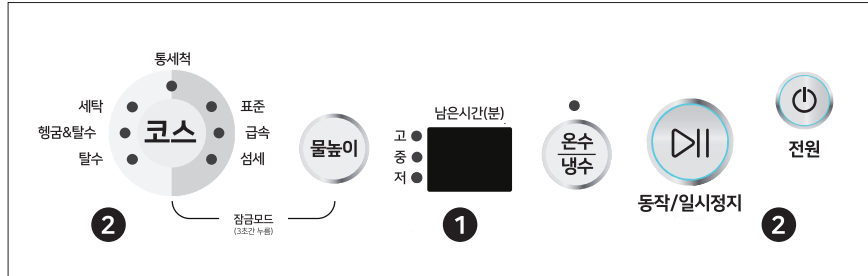 통세척
세탁
헹굼&탈수
탈수
코스
표준
급속
섬세
물높이
잠금모드
(3초간 누름)
2
남은시간(분)
고
중
저
1
온수
냉수
동작/일시정지
전원
2